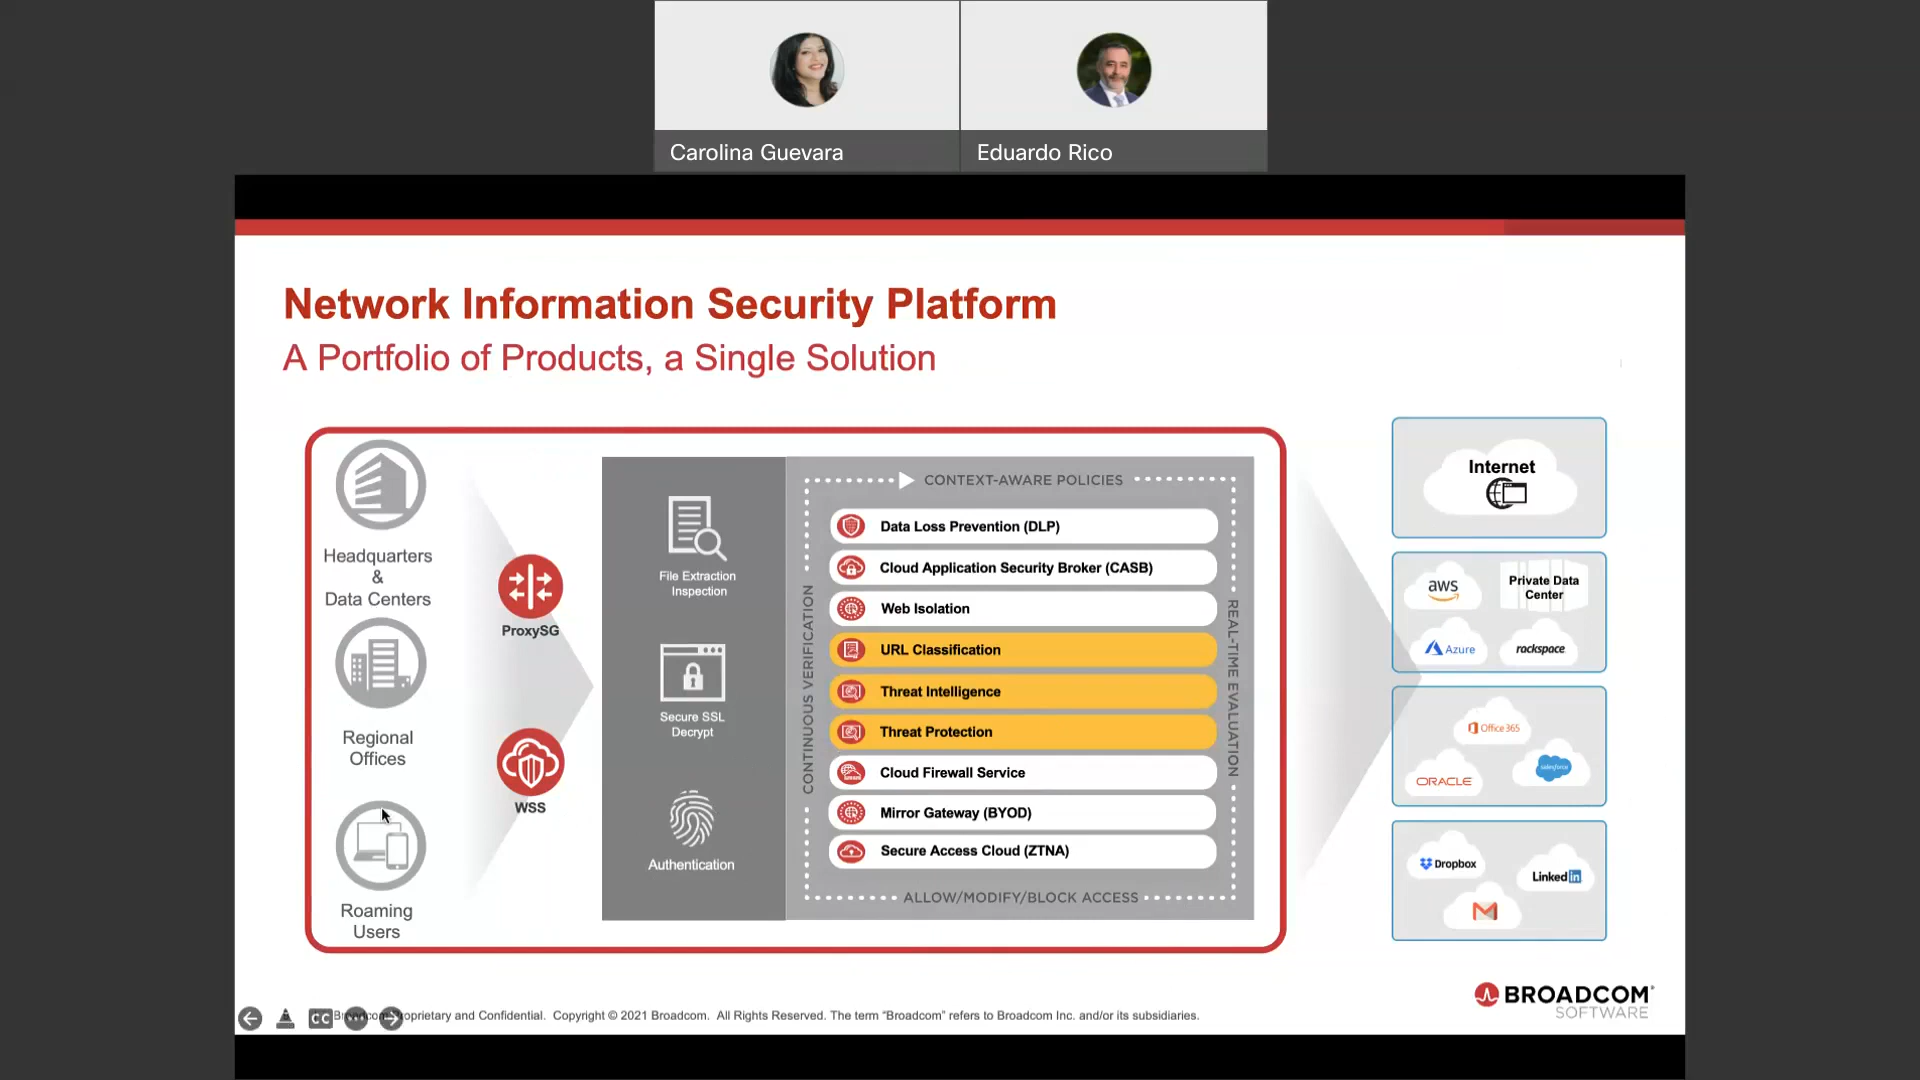 Carolina Guevara
Eduardo Rico
Network Information Security Platform
A Portfolio of Products, a Single Solution
Headquarters
&
Data Centers
Regional
Offices
Roaming
Users
ProxySG
WSS
File Extraction
Inspection
Secure SSL
Decrypt
Authentication
CONTEXT-AWARE POLICIES
CONTINUOUS VERIFICATION
Data Loss Prevention (DLP)
Cloud Application Security Broker (CASB)
Web Isolation
URL Classification
Threat Intelligence
Threat Protection
Cloud Firewall Service
Mirror Gateway (BYOD)
Secure Access Cloud (ZTNA)
REAL-TIME EVALUATION
ALLOW/MODIFY/BLOCK ACCESS
Internet
aws
Private Data
Center
Azure
rackspace
Office 365
salesforce
ORACLE
Dropbox
Linked in
BROADCOM
SOFTWARE
CC
Proprietary and Confidential. Copyright © 2021 Broadcom. All Rights Reserved. The term “Broadcom” refers to Broadcom Inc. and/or its subsidiaries.